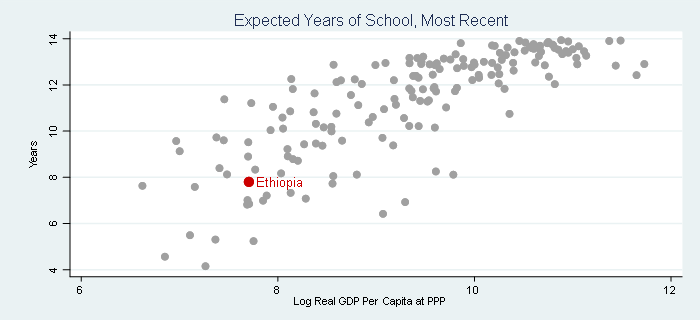 Expected Years of School, Most Recent
14
12
10
8
6
4
Years
Ethiopia
6
8
10
12
Log Real GDP Per Capita at PPP